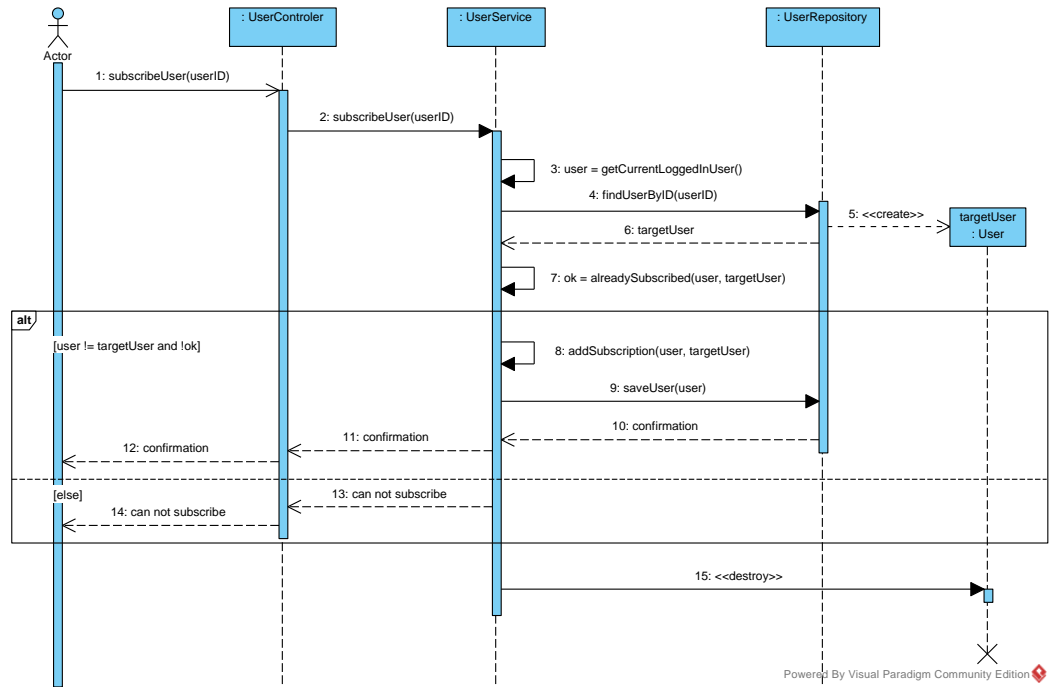 : UserControler
: UserService
: UserRepository
Actor
1: subscribeUser(userID)
2: subscribeUser(userID)
3: user = getCurrentLoggedInUser()
4: findUserByID(userID)
5: <<create>>
targetUser
: User
6: targetUser
7: ok = alreadySubscribed(user, targetUser)
alt
[user != targetUser and !ok]
8: addSubscription(user, targetUser)
9: saveUser(user)
10: confirmation
11: confirmation
12: confirmation
[else]
13: can not subscribe
14: can not subscribe
15: <<destroy>>
Powered By Visual Paradigm Community Edition